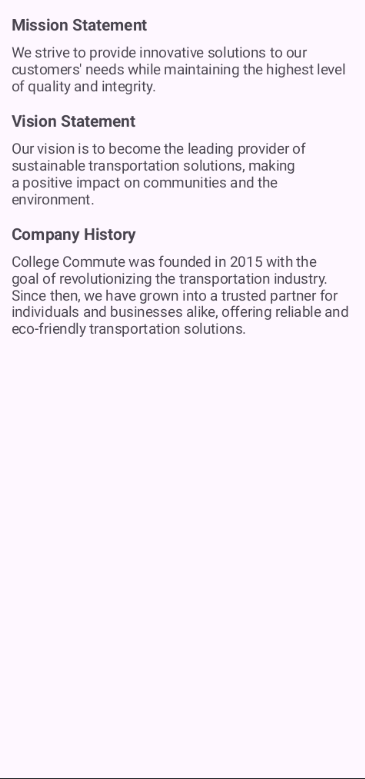 Mission Statement
We strive to provide innovative solutions to our
customers' needs while maintaining the highest level
of quality and integrity.
Vision Statement
Our vision is to become the leading provider of
sustainable transportation solutions, making
a positive impact on communities and the
environment.
Company History
College Commute was founded in 2015 with the
goal of revolutionizing the transportation industry.
Since then, we have grown into a trusted partner for
individuals and businesses alike, offering reliable and
eco-friendly transportation solutions.